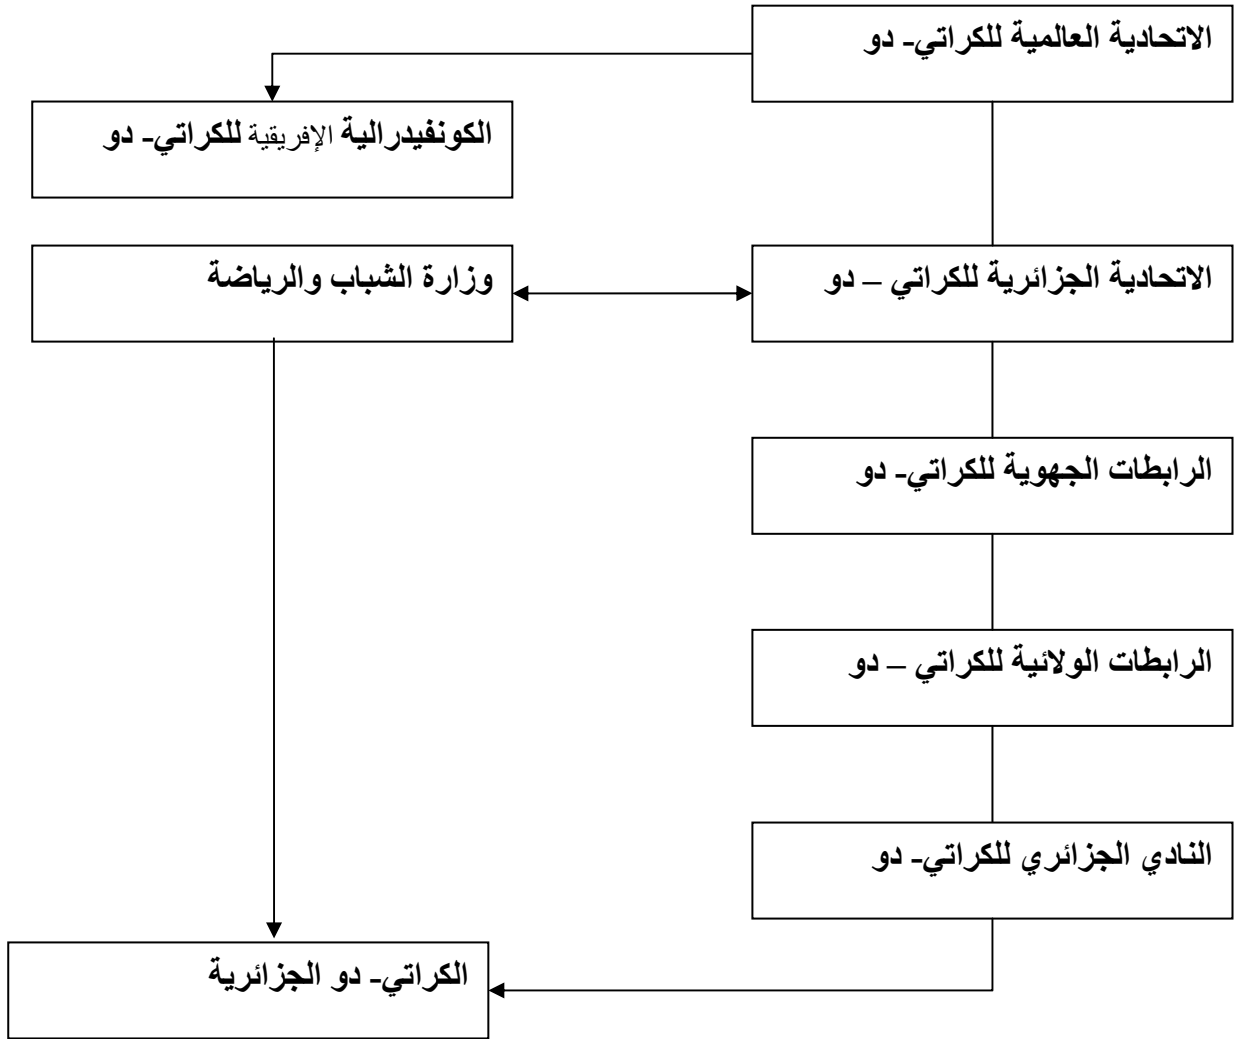 الاتحادية العالمية للكراتي- دو
الكونفيدرالية الإفريقية للكراتي- دو
الاتحادية الجزائرية للكراتي – دو
وزارة الشباب والرياضة
الرابطات الجهوية للكراتي- دو
الرابطات الولائية للكراتي – دو
النادي الجزائري للكراتي- دو
الكراتي- دو الجزائرية